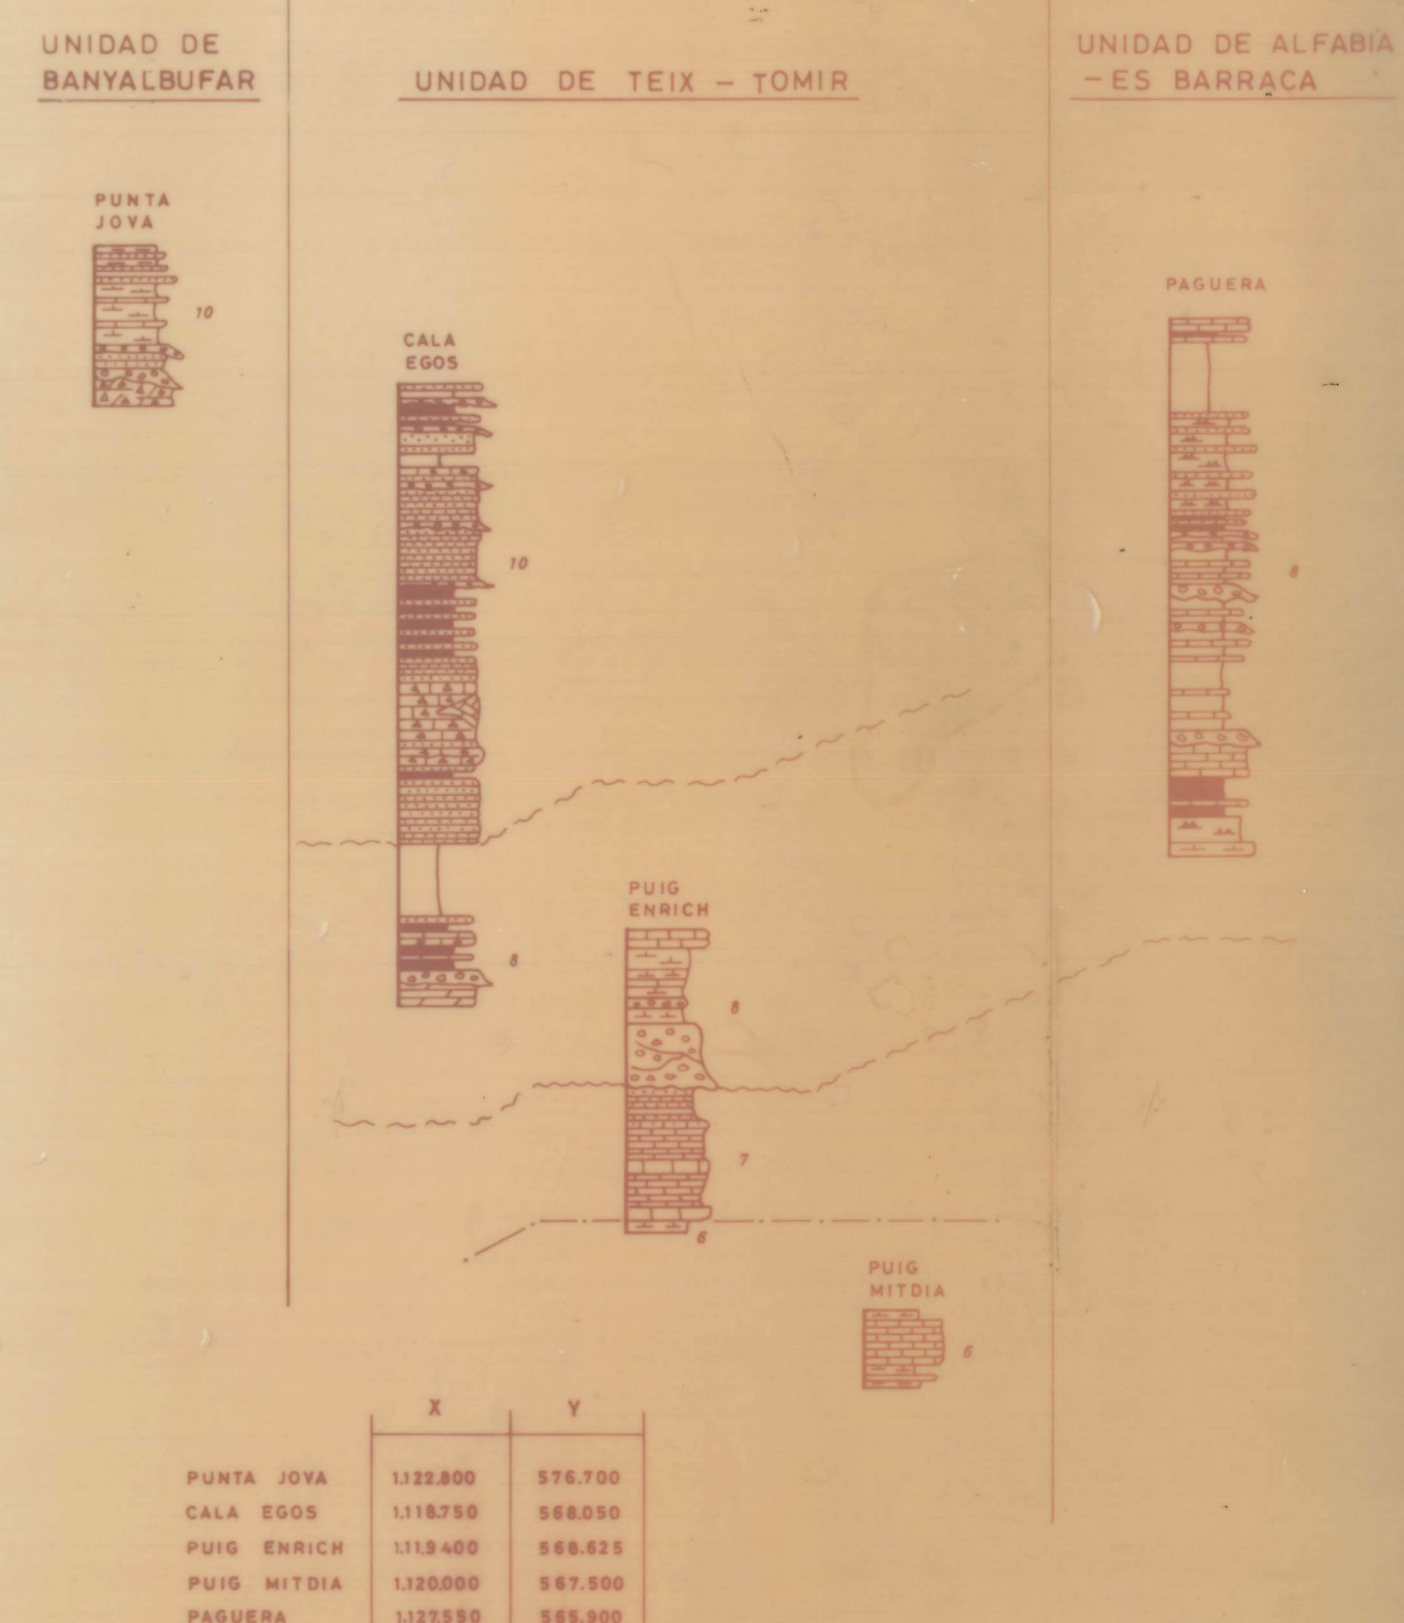 UNIDAD DE
BANYALBUFAR
UNIDAD DE TEIX - TOMIR
UNIDAD DE ALFABIA
- ES BARRACA
PUNTA
JOVA
10
CALA
EGOS
10
8
PUIG
ENRICH
8
7
6
PUIG
MITDIA
6
PAGUERA
8
X Y
PUNTA JOVA 1.122.800 576.700
CALA EGOS 1.118.750 568.050
PUIG ENRICH 1.119.400 568.625
PUIG MITDIA 1.120.000 567.500
PAGUERA 1.127.550 565.900